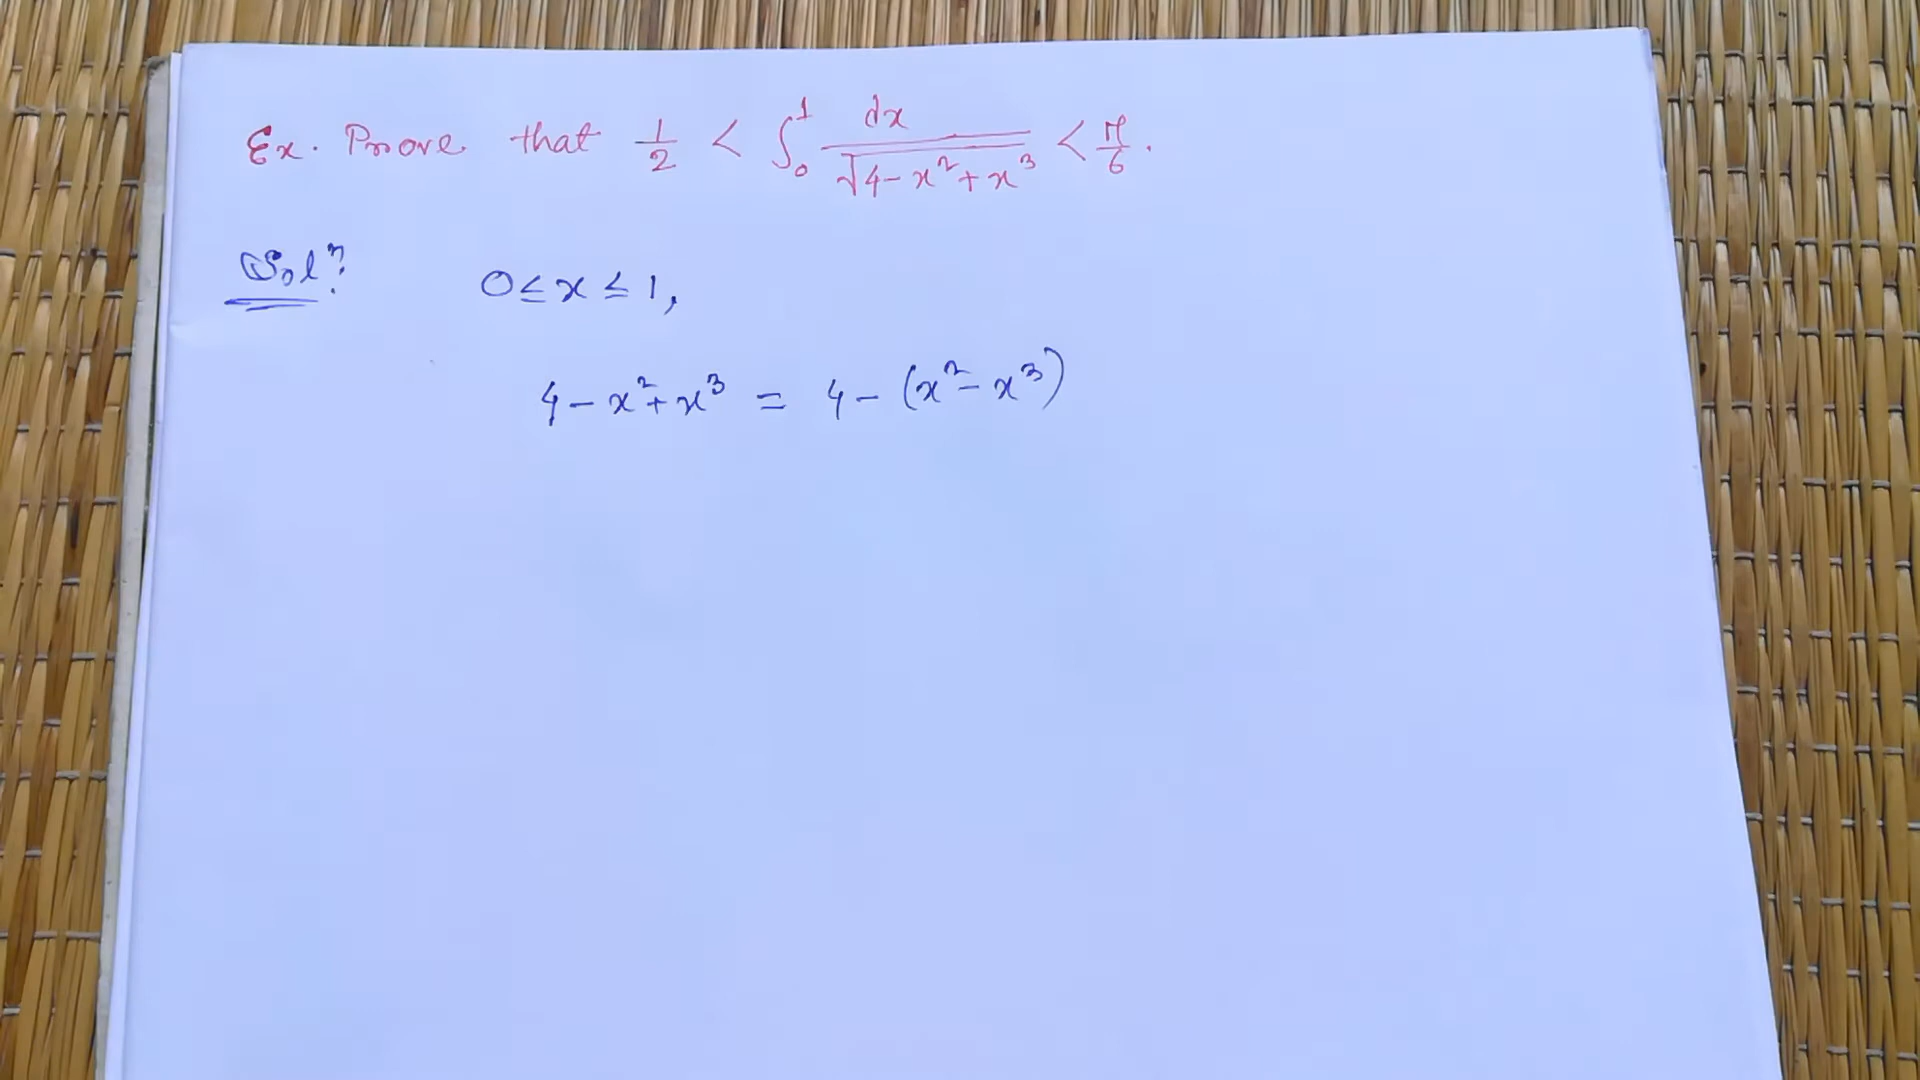 Ex. Prove that 1/2 < ∫₀¹ dx/√(4-x²+x³) < π/6.
Solⁿ.
0≤x≤1,
4-x²+x³ = 4-(x²-x³)